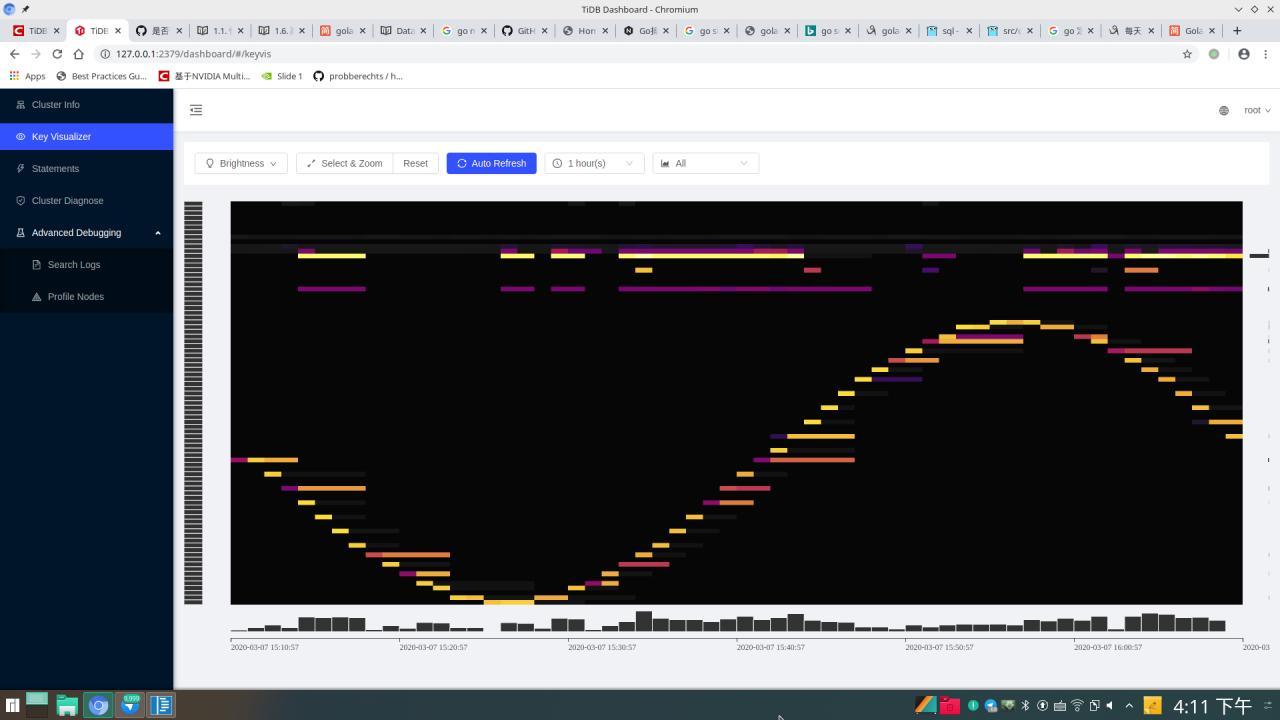 TiDB Dashboard - Chromium
TiDB
TiDB
是否
1.1.
1.6.
gola
Data
go n
GitH
Hom
Go
go s
gola
go s
gola
sql -
src/
go
每天
Gola
127.0.0.1:2379/dashboard/#/keyvis
Apps
Best Practices Gu...
基于NVIDIA Multi...
Slide 1
probberechts / h...
Cluster Info
Key Visualizer
Statements
Cluster Diagnose
Advanced Debugging
Search Logs
Profile Nodes
root
Brightness
Select & Zoom
Reset
Auto Refresh
1 hour(s)
All
2020-03-07 15:10:57
2020-03-07 15:20:57
2020-03-07 15:30:57
2020-03-07 15:40:57
2020-03-07 15:50:57
2020-03-07 16:00:57
2020-03
9,999
4:11 下午